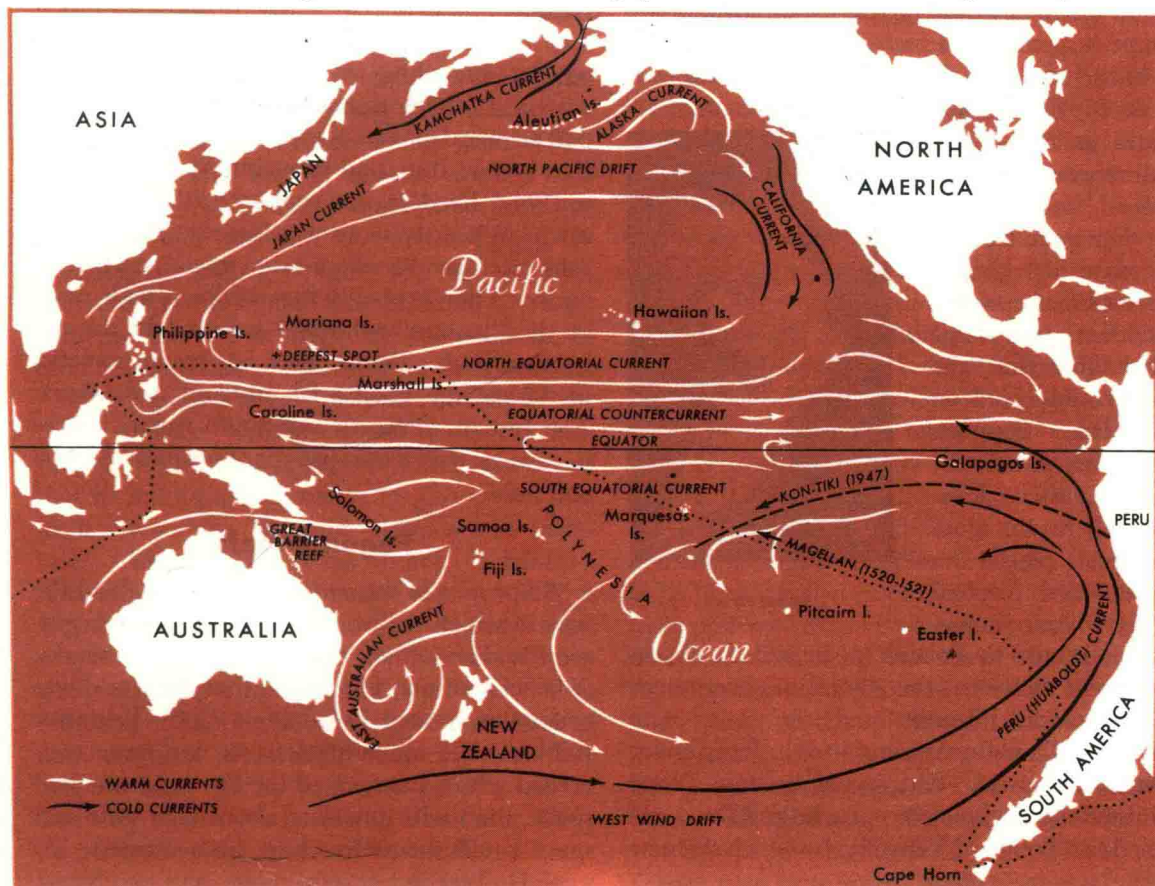 ASIA
KAMCHATKA CURRENT
Aleutian Is.
ALASKA CURRENT
NORTH
AMERICA
JAPAN
NORTH PACIFIC DRIFT
JAPAN CURRENT
CALIFORNIA
CURRENT
Pacific
Philippine Is.
Mariana Is.
Hawaiian Is.
+DEEPEST SPOT
NORTH EQUATORIAL CURRENT
Marshall Is.
Caroline Is.
EQUATORIAL COUNTERCURRENT
EQUATOR
Galapagos Is.
SOUTH EQUATORIAL CURRENT
KON-TIKI (1947)
PERU
Solomon Is.
Marquesas
Is.
GREAT
BARRIER
REEF
Samoa Is.
POLYNESIA
MAGELLAN (1520-1521)
Fiji Is.
Pitcairn I.
Easter I.
AUSTRALIA
EAST AUSTRALIAN CURRENT
Ocean
PERU (HUMBOLDT) CURRENT
NEW
ZEALAND
SOUTH AMERICA
WARM CURRENTS
COLD CURRENTS
WEST WIND DRIFT
Cape Horn